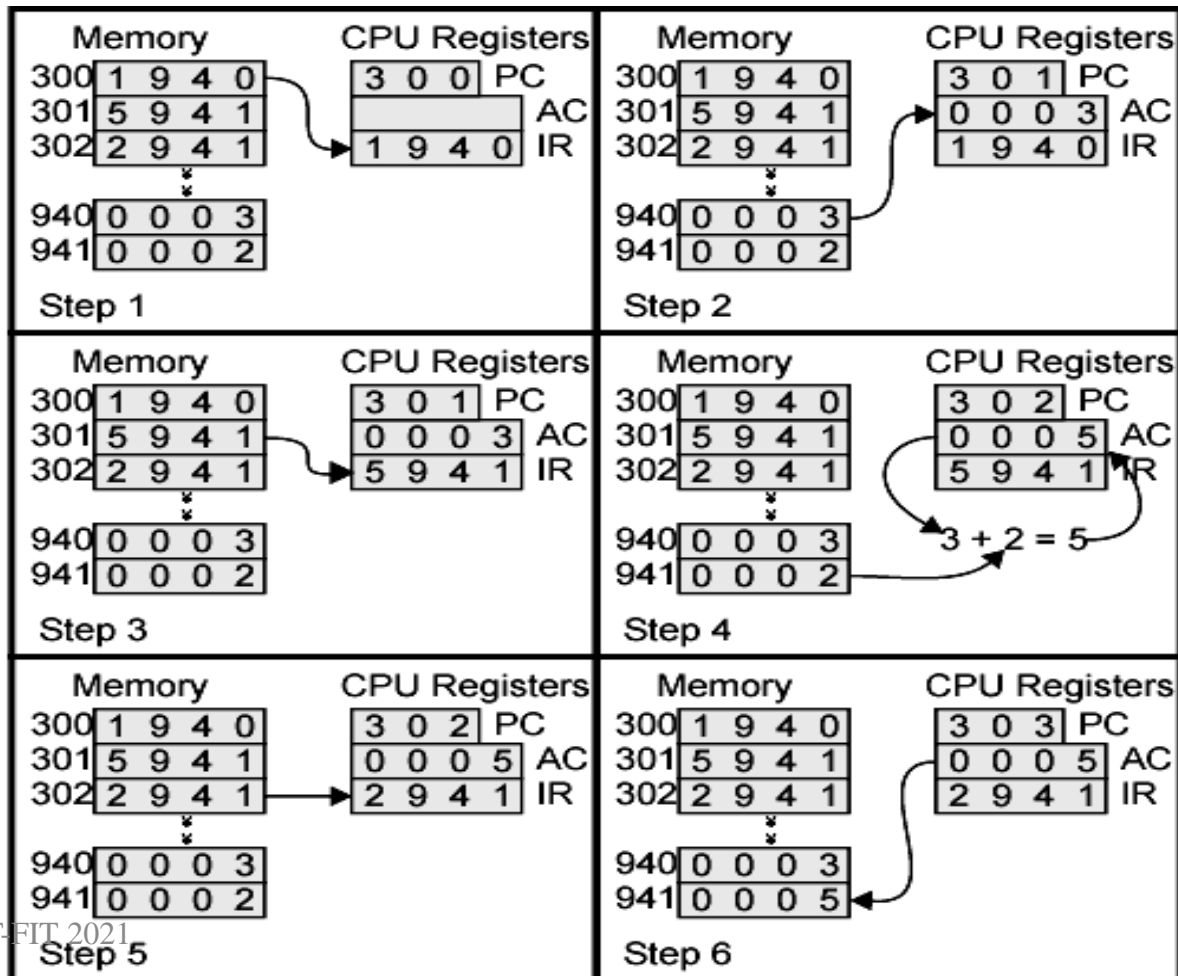 Memory CPU Registers
300 1 9 4 0 3 0 0 PC
301 5 9 4 1 AC
302 2 9 4 1 1 9 4 0 IR
940 0 0 0 3
941 0 0 0 2
Step 1
Memory CPU Registers
300 1 9 4 0 3 0 1 PC
301 5 9 4 1 0 0 0 3 AC
302 2 9 4 1 1 9 4 0 IR
940 0 0 0 3
941 0 0 0 2
Step 2
Memory CPU Registers
300 1 9 4 0 3 0 1 PC
301 5 9 4 1 0 0 0 3 AC
302 2 9 4 1 5 9 4 1 IR
940 0 0 0 3
941 0 0 0 2
Step 3
Memory CPU Registers
300 1 9 4 0 3 0 2 PC
301 5 9 4 1 0 0 0 5 AC
302 2 9 4 1 5 9 4 1 IR
940 0 0 0 3 3 + 2 = 5
941 0 0 0 2
Step 4
Memory CPU Registers
300 1 9 4 0 3 0 2 PC
301 5 9 4 1 0 0 0 5 AC
302 2 9 4 1 2 9 4 1 IR
940 0 0 0 3
941 0 0 0 2
-FIT 2021
Step 5
Memory CPU Registers
300 1 9 4 0 3 0 3 PC
301 5 9 4 1 0 0 0 5 AC
302 2 9 4 1 2 9 4 1 IR
940 0 0 0 3
941 0 0 0 5
Step 6